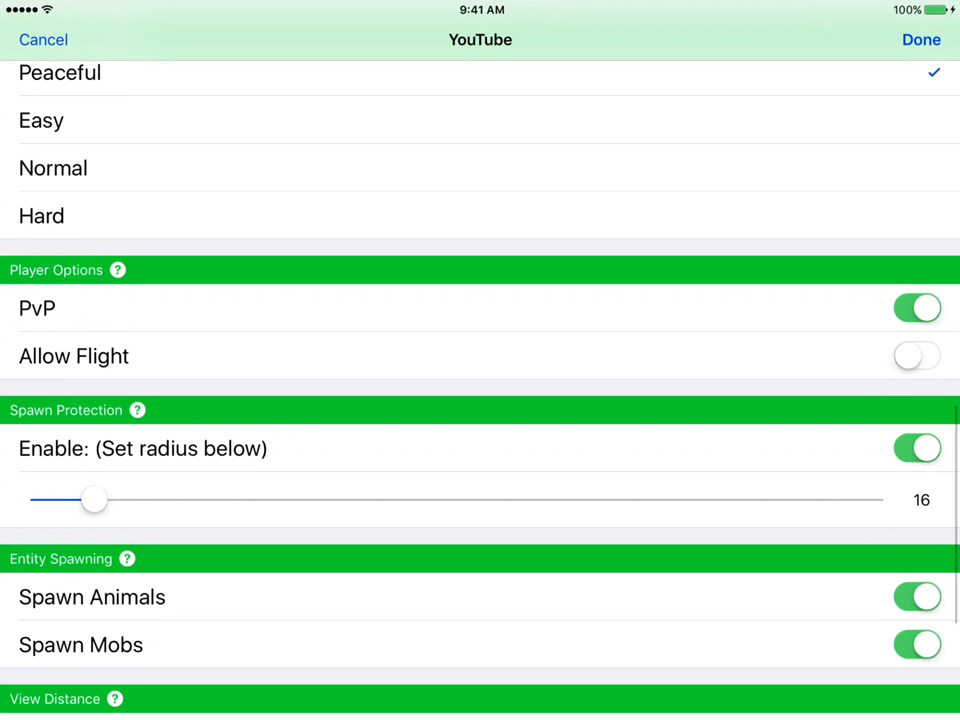 9:41 AM
100%
Cancel
YouTube
Done
Peaceful
Easy
Normal
Hard
Player Options ?
PvP
Allow Flight
Spawn Protection ?
Enable: (Set radius below)
16
Entity Spawning ?
Spawn Animals
Spawn Mobs
View Distance ?